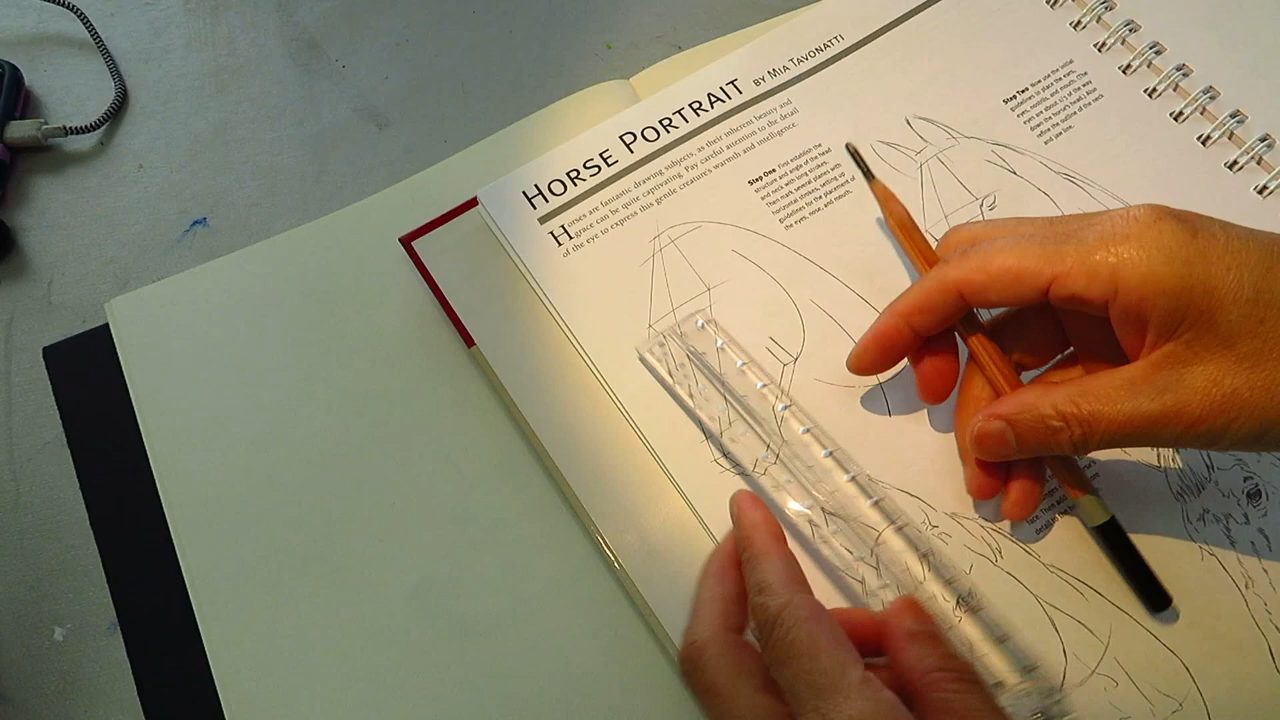 HORSE PORTRAIT BY MIA TAVONATTI
Horses are fantastic drawing subjects, as their inherent beauty and
grace can be quite captivating. Pay careful attention to the detail
of the eye to express this gentle creature's warmth and intelligence.
Step One First establish the
structure and angle of the head
and neck with long strokes.
Then mark several planes with
horizontal strokes, setting up
guidelines for the placement of
the eyes, nose, and mouth.
Step Two Now use the initial
guidelines to place the ears,
eyes, nostrils, and mouth. (The
eyes are about 1/3 of the way
down the horse's head.) Also
refine the outline of the neck
and jaw line.
face. Then
detail to the